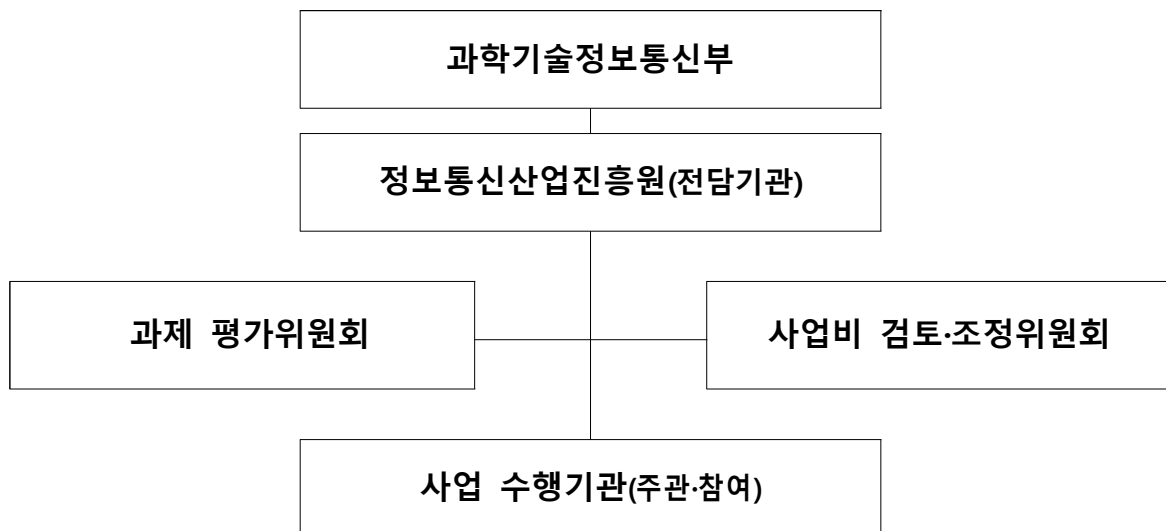 과학기술정보통신부
정보통신산업진흥원(전담기관)
과제 평가위원회
사업비 검토·조정위원회
사업 수행기관(주관·참여)